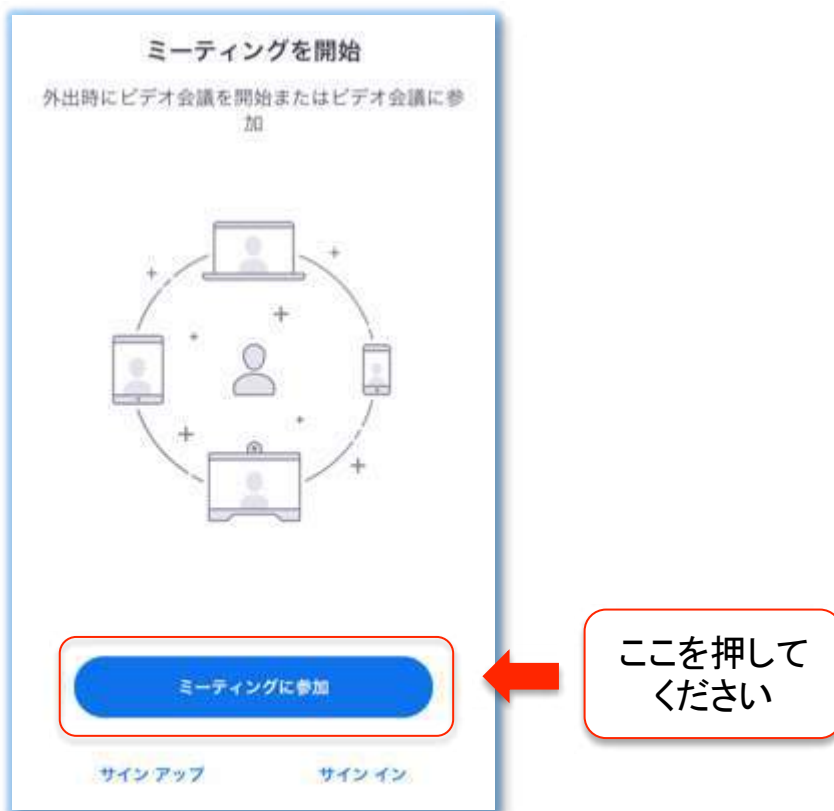 ミーティングを開始
外出時にビデオ会議を開始またはビデオ会議に参
加
ミーティングに参加
ここを押して
ください
サイン アップ
サイン イン